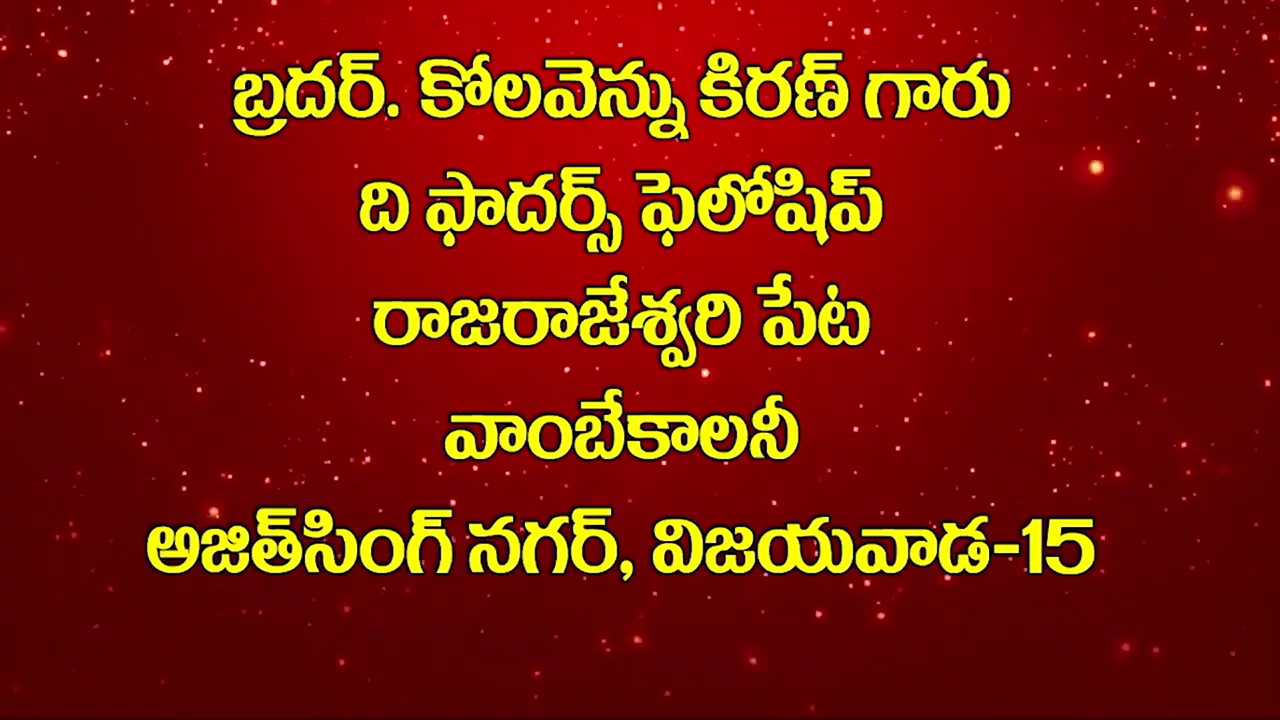 బ్రదర్. కోలవెన్ను కిరణ్ గారు
ది ఫాదర్స్ ఫెలోషిప్
రాజరాజేశ్వరి పేట
వాంబేకాలనీ
అజిత్‌సింగ్ నగర్, విజయవాడ-15